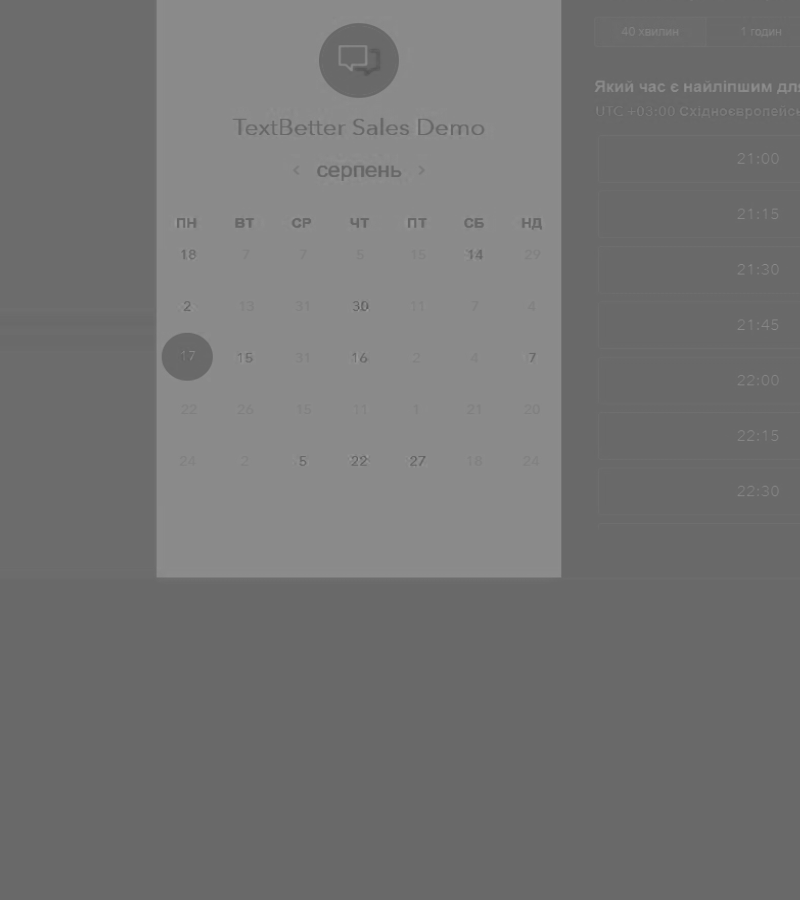 TextBetter Sales Demo
‹ серпень ›
ПН ВТ СР ЧТ ПТ СБ НД
18 7 7 5 15 14 29
2 13 31 30 11 7 4
17 15 31 16 2 4 7
22 26 15 11 1 21 20
24 2 5 22 27 18 24
40 хвилин 1 годин
Який час є найліпшим для
UTC +03:00 Східноєвропейсь
21:00
21:15
21:30
21:45
22:00
22:15
22:30